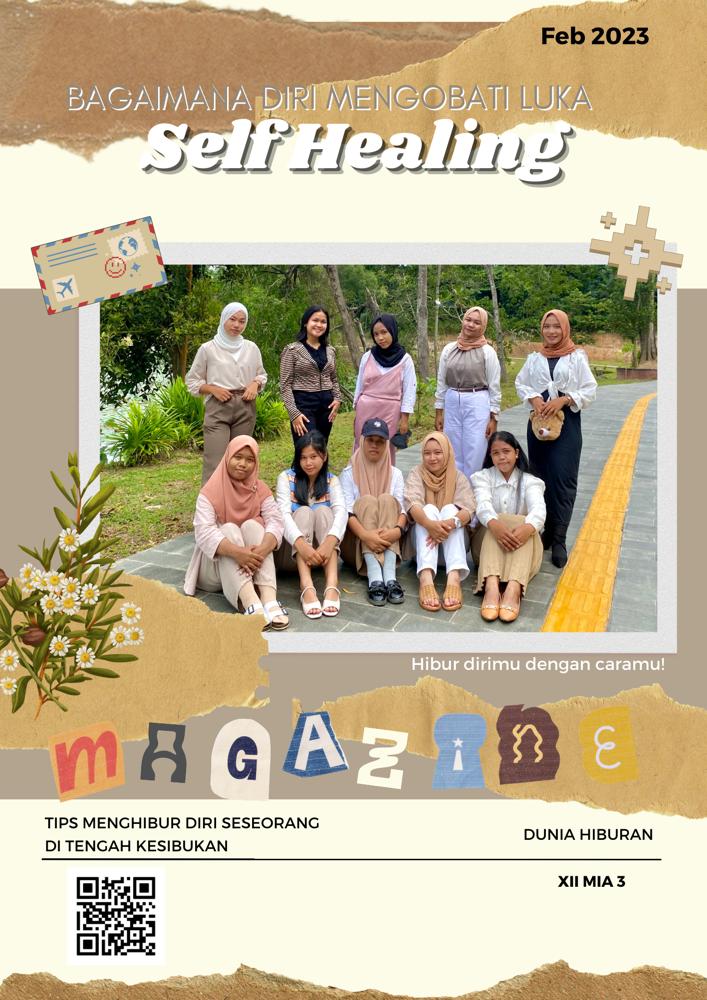 Feb 2023
BAGAIMANA DIRI MENGOBATI LUKA
Self Healing
Hibur dirimu dengan caramu!
MAGAZINE
TIPS MENGHIBUR DIRI SESEORANG
DI TENGAH KESIBUKAN
DUNIA HIBURAN
XII MIA 3